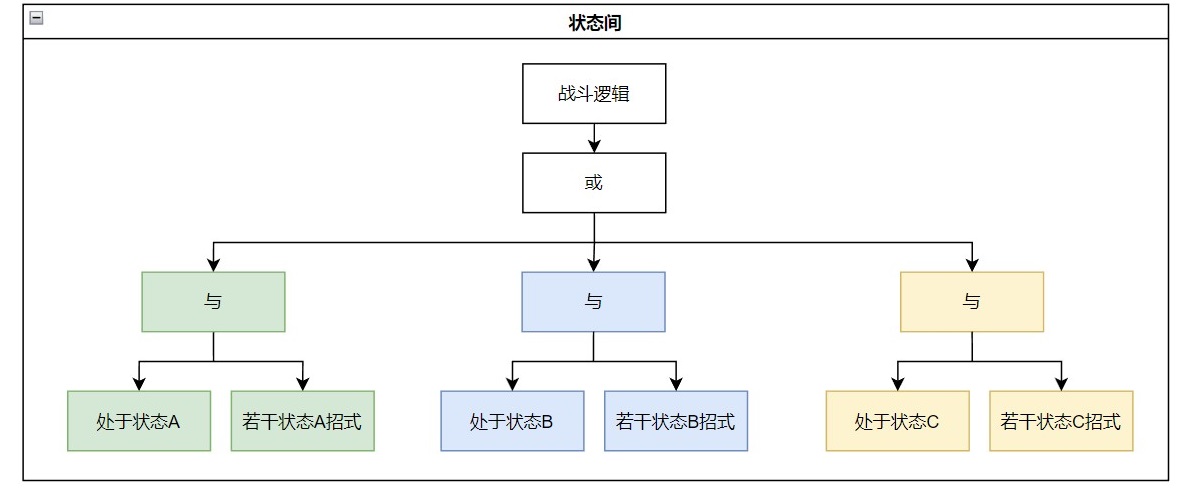 状态间
战斗逻辑
或
与
与
与
处于状态A
若干状态A招式
处于状态B
若干状态B招式
处于状态C
若干状态C招式